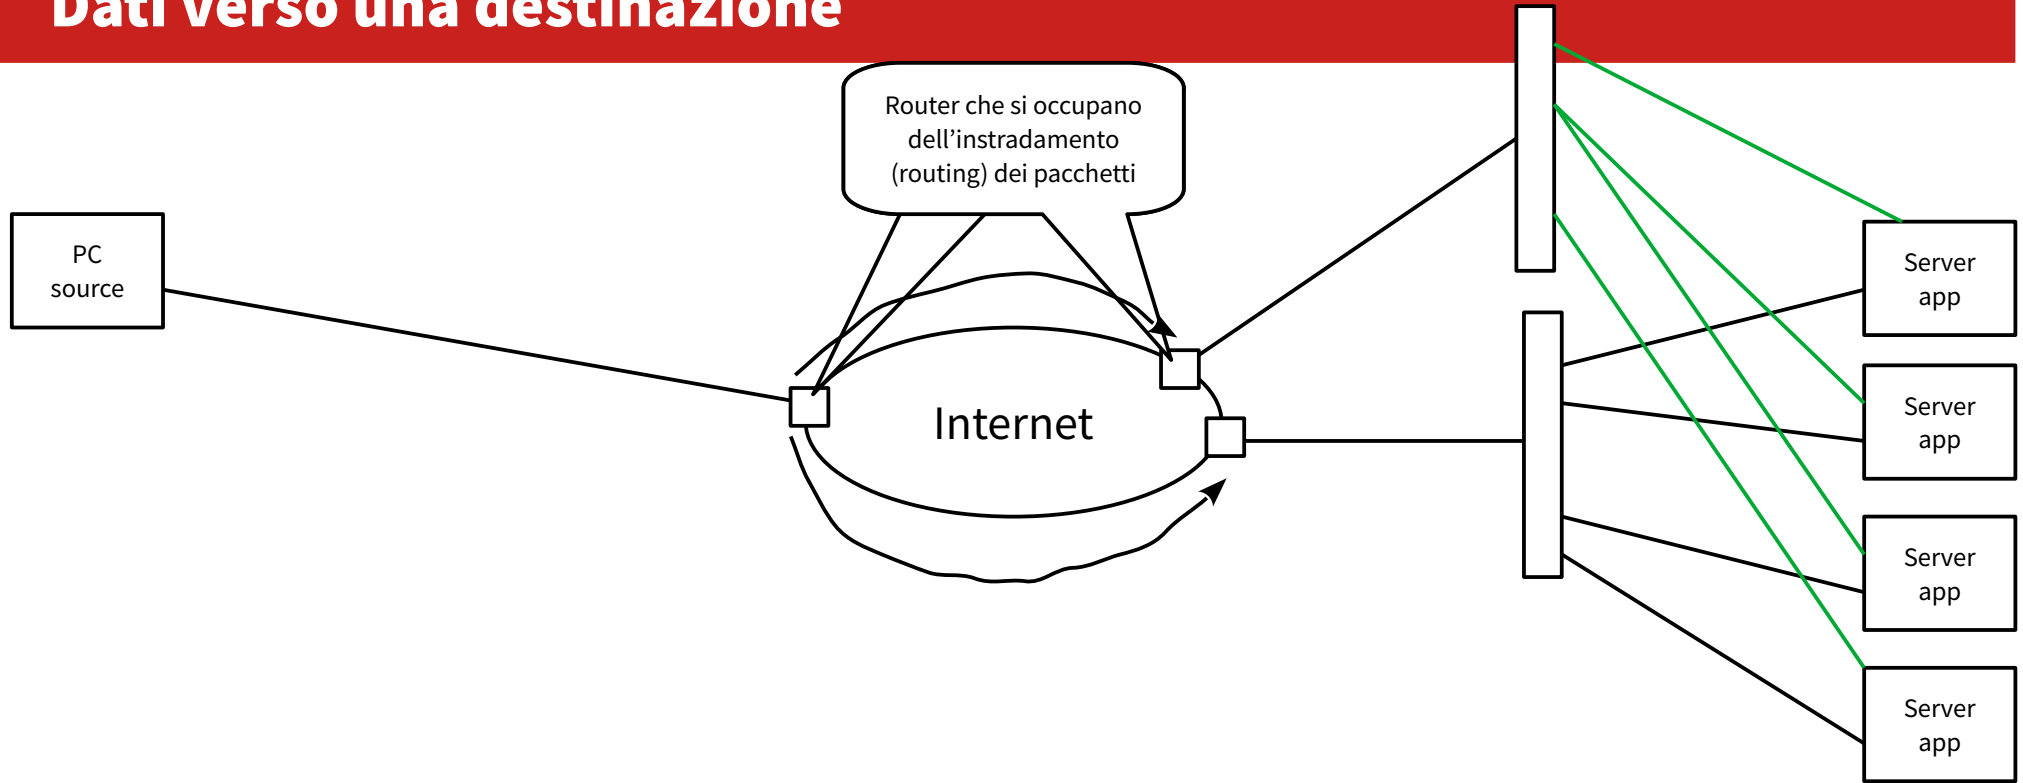 Dati verso una destinazione
Router che si occupano
dell’instradamento
(routing) dei pacchetti
PC
source
Internet
Server
app
Server
app
Server
app
Server
app